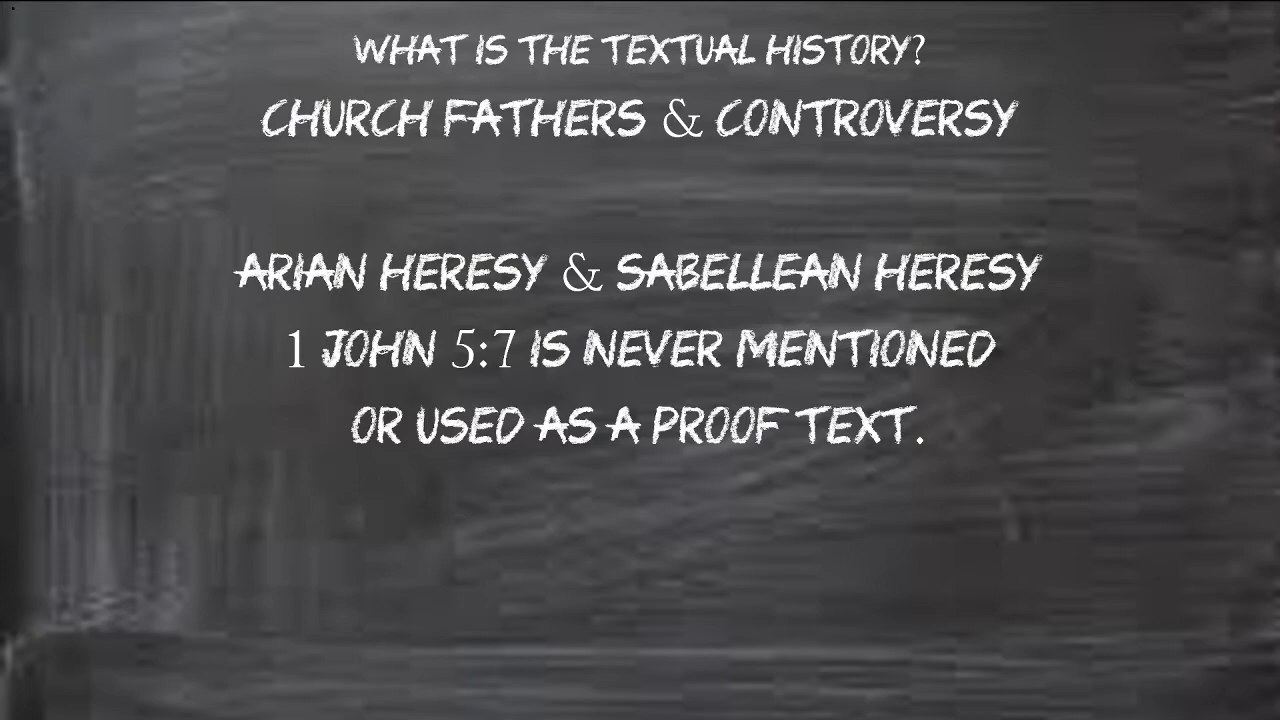 WHAT IS THE TEXTUAL HISTORY?
CHURCH FATHERS & CONTROVERSY
ARIAN HERESY & SABELLEAN HERESY
1 JOHN 5:7 IS NEVER MENTIONED
OR USED AS A PROOF TEXT.